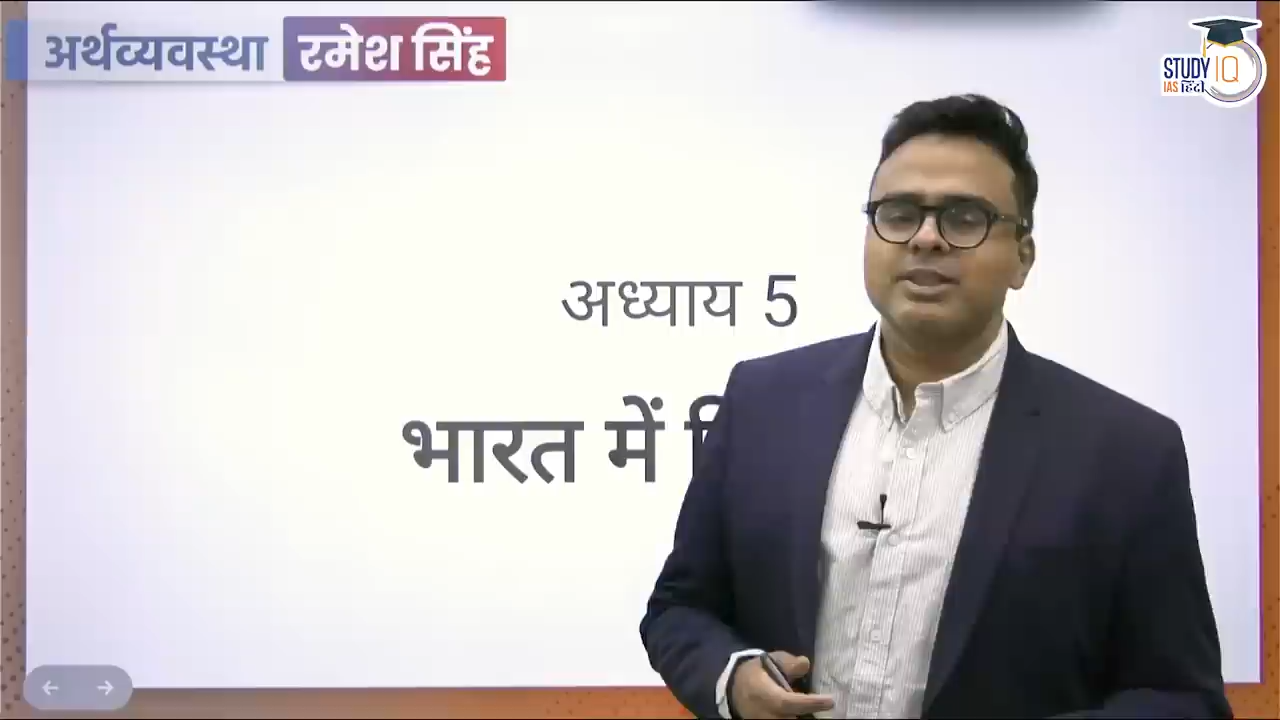 अर्थव्यवस्था रमेश सिंह
STUDY IQ
IAS हिंदी
अध्याय 5
भारत में